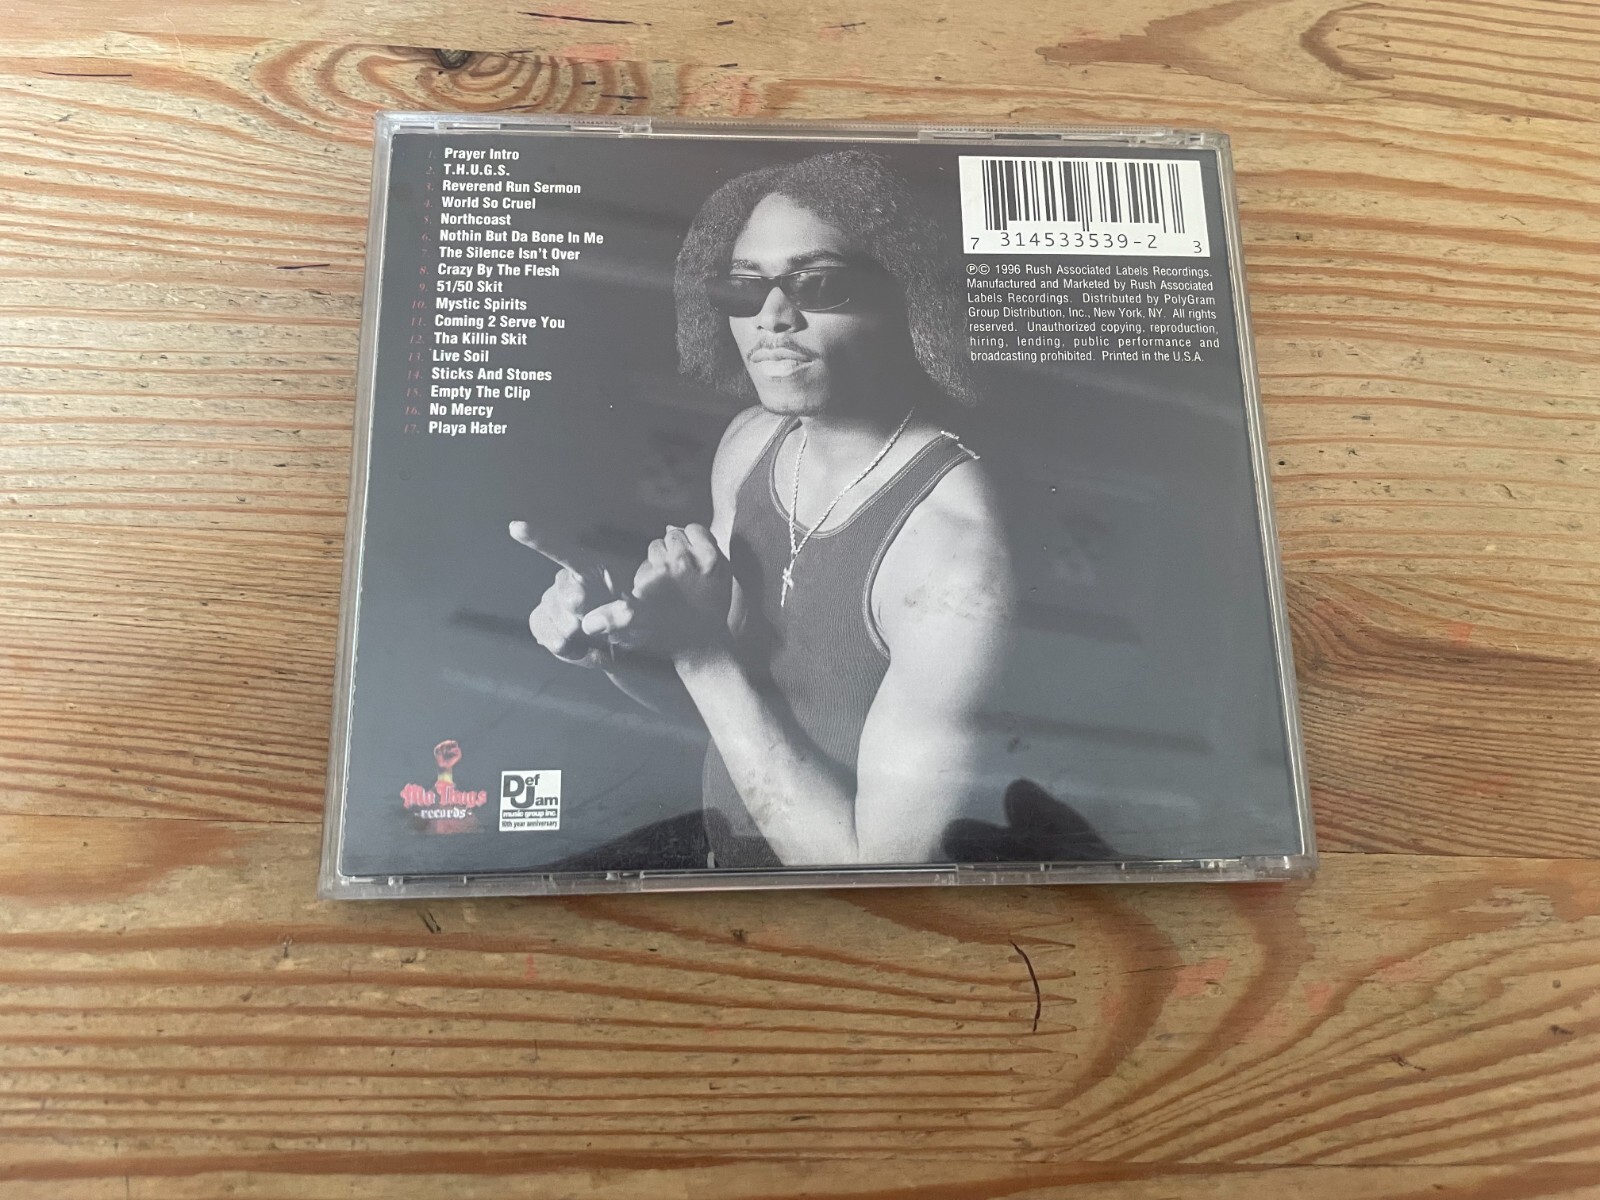 1. Prayer Intro
2. T.H.U.G.S.
3. Reverend Run Sermon
4. World So Cruel
5. Northcoast
6. Nothin But Da Bone In Me
7. The Silence Isn't Over
8. Crazy By The Flesh
9. 51/50 Skit
10. Mystic Spirits
11. Coming 2 Serve You
12. Tha Killin Skit
13. Live Soil
14. Sticks And Stones
15. Empty The Clip
16. No Mercy
17. Playa Hater
7 314533539-2 3
℗© 1996 Rush Associated Labels Recordings.
Manufactured and Marketed by Rush Associated
Labels Recordings. Distributed by PolyGram
Group Distribution, Inc., New York, NY. All rights
reserved. Unauthorized copying, reproduction,
hiring, lending, public performance and
broadcasting prohibited. Printed in the U.S.A.
Mo Thugs
-records-
Def
Jam
music group inc.
10th year anniversary